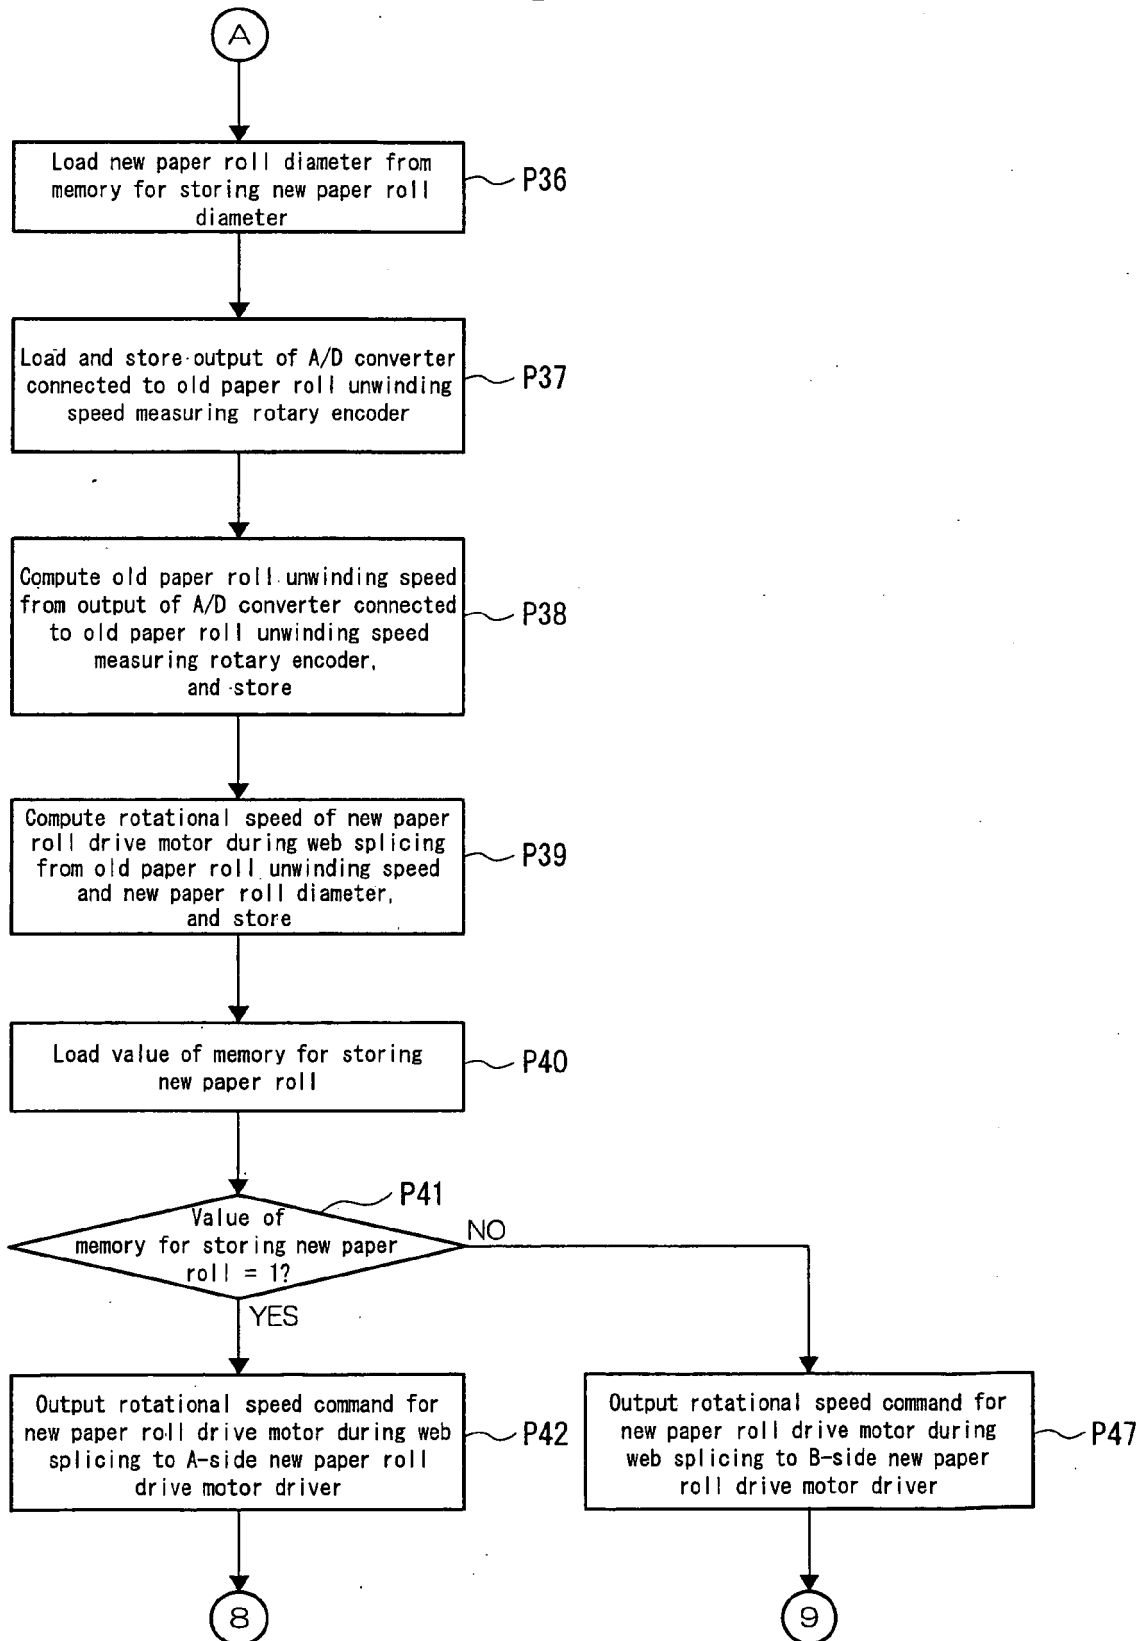 A
Load new paper roll diameter from
memory for storing new paper roll
diameter
P36
Load and store output of A/D converter
connected to old paper roll unwinding
speed measuring rotary encoder
P37
Compute old paper roll unwinding speed
from output of A/D converter connected
to old paper roll unwinding speed
measuring rotary encoder,
and store
P38
Compute rotational speed of new paper
roll drive motor during web splicing
from old paper roll unwinding speed
and new paper roll diameter,
and store
P39
Load value of memory for storing
new paper roll
P40
P41
Value of
memory for storing new paper
roll = 1?
NO
YES
Output rotational speed command for
new paper roll drive motor during web
splicing to A-side new paper roll
drive motor driver
P42
Output rotational speed command for
new paper roll drive motor during
web splicing to B-side new paper
roll drive motor driver
P47
8
9